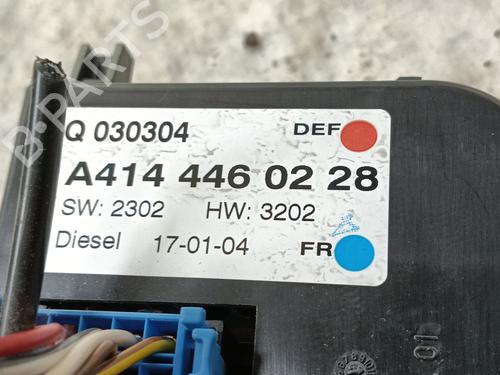 Q 030304 DEF
A414 446 02 28
SW: 2302 HW: 3202
Diesel 17-01-04 FR
B-PARTS